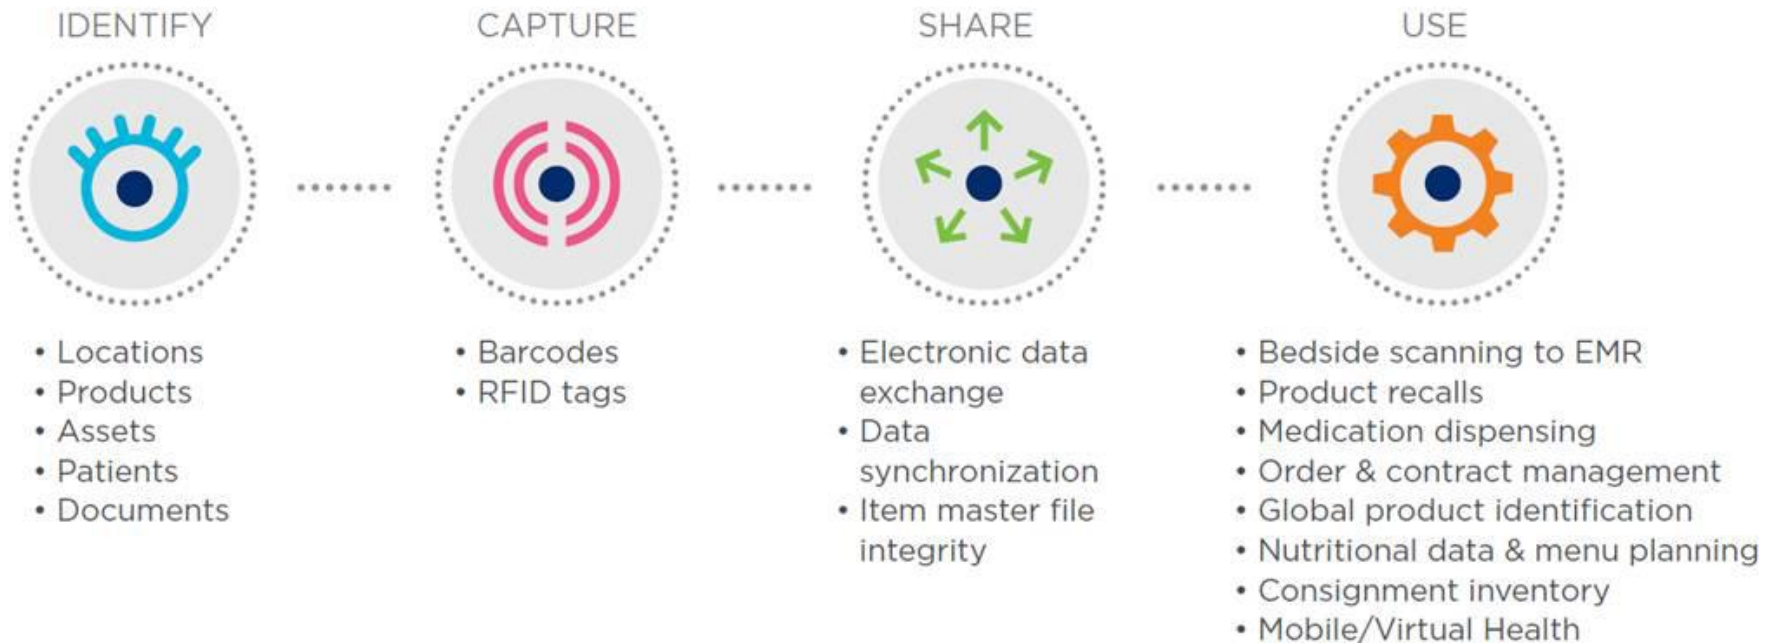 IDENTIFY
• Locations
• Products
• Assets
• Patients
• Documents
CAPTURE
• Barcodes
• RFID tags
SHARE
• Electronic data
exchange
• Data
synchronization
• Item master file
integrity
USE
• Bedside scanning to EMR
• Product recalls
• Medication dispensing
• Order & contract management
• Global product identification
• Nutritional data & menu planning
• Consignment inventory
• Mobile/Virtual Health